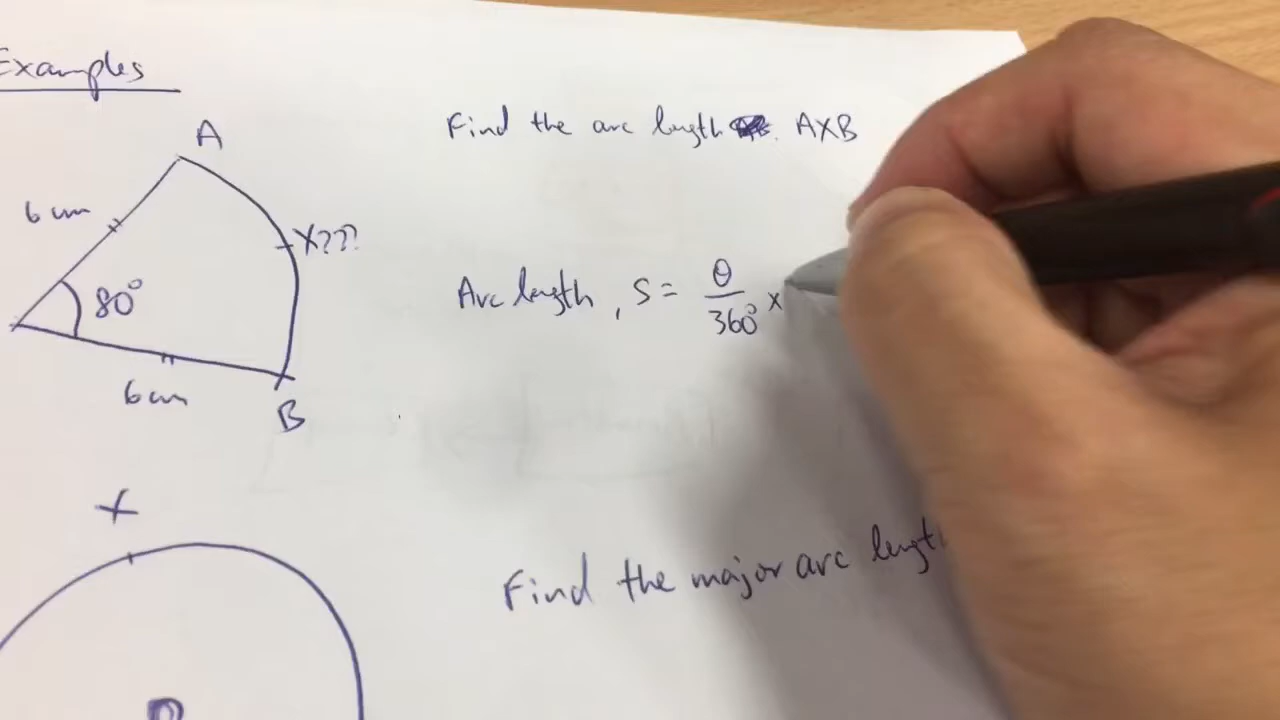 Examples
A
Find the arc length AXB
6 cm
X???
80°
Arc length, S = θ/360° ×
6 cm
B
X
Find the major arc length